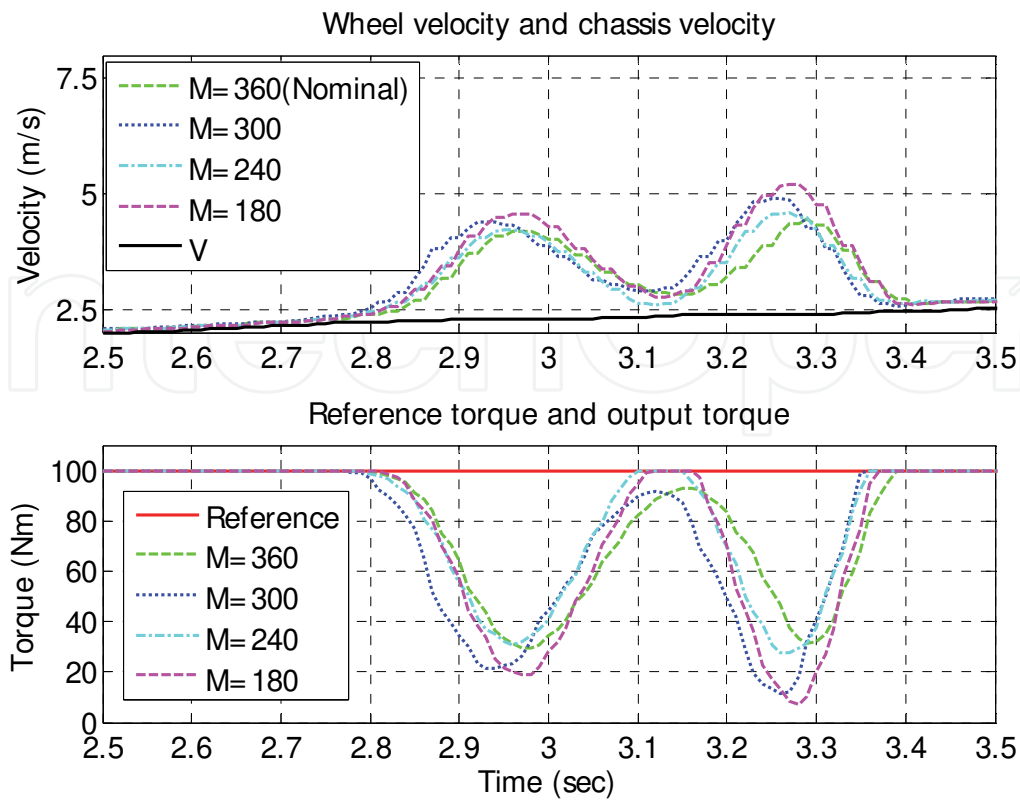 Wheel velocity and chassis velocity
Velocity (m/s)
7.5
5
2.5
M=360(Nominal)
M=300
M=240
M=180
V
2.5 2.6 2.7 2.8 2.9 3 3.1 3.2 3.3 3.4 3.5
Reference torque and output torque
Torque (Nm)
100
80
60
40
20
0
Reference
M=360
M=300
M=240
M=180
2.5 2.6 2.7 2.8 2.9 3 3.1 3.2 3.3 3.4 3.5
Time (sec)
ntechope